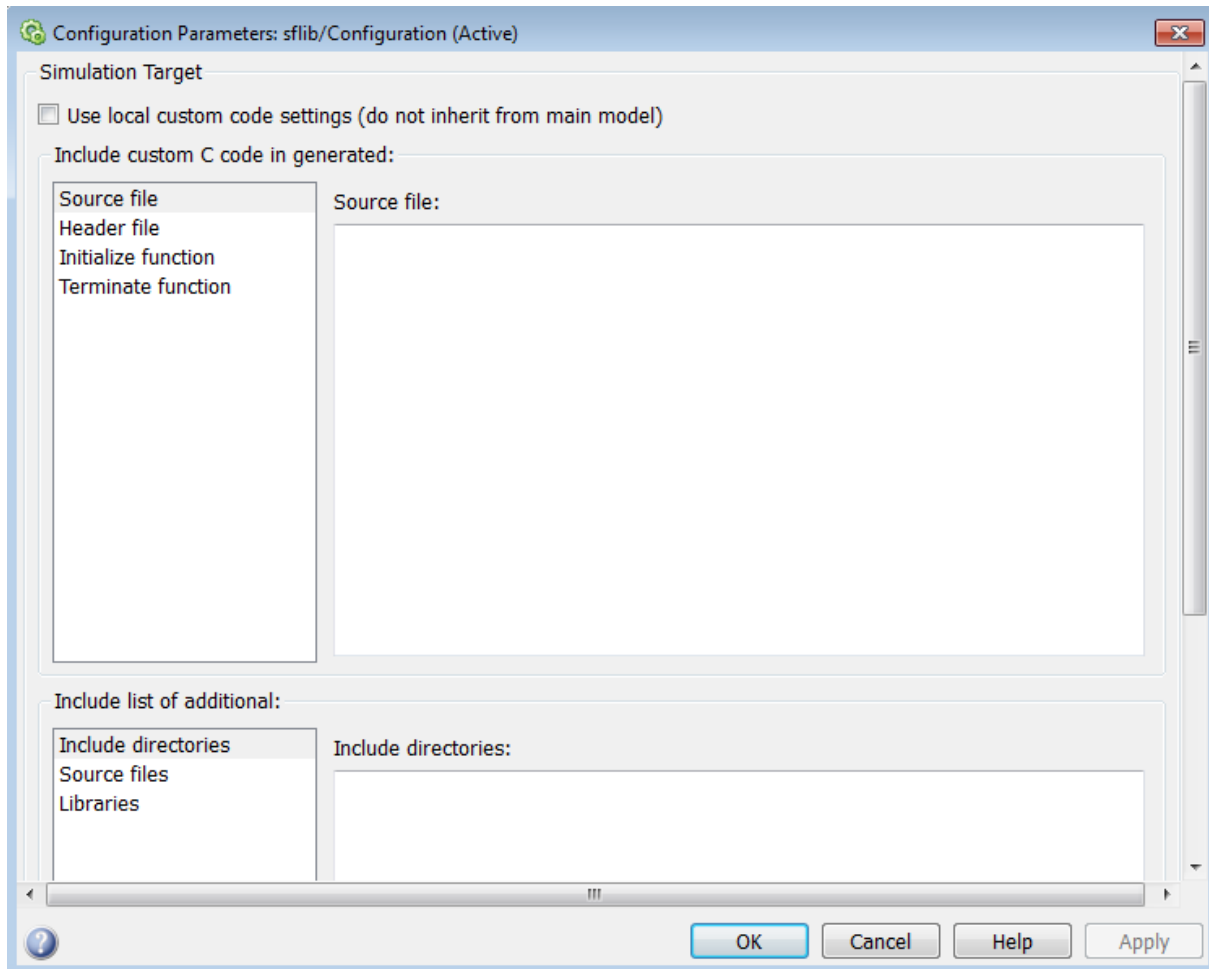 Configuration Parameters: sflib/Configuration (Active)
Simulation Target
Use local custom code settings (do not inherit from main model)
Include custom C code in generated:
Source file
Header file
Initialize function
Terminate function
Source file:
Include list of additional:
Include directories
Source files
Libraries
Include directories:
OK Cancel Help Apply